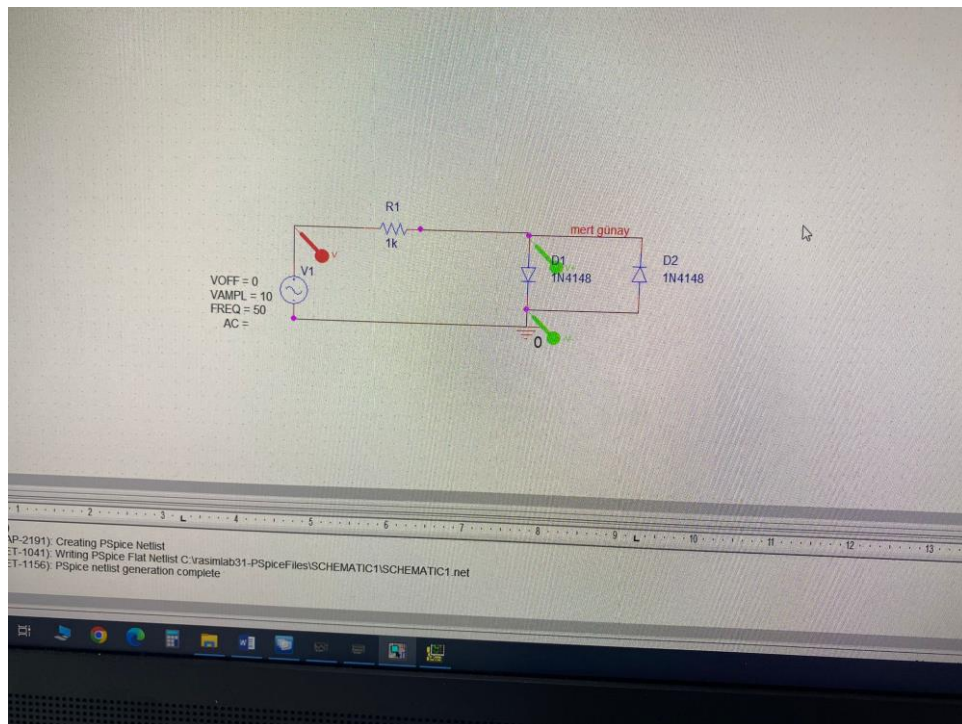 R1
1k
mert günay
V
V1
VOFF = 0
VAMPL = 10
FREQ = 50
AC =
D1
1N4148
D2
1N4148
0
1 2 3 4 5 6 7 8 9 10 11 12 13
AP-2191): Creating PSpice Netlist
ET-1041): Writing PSpice Flat Netlist C:\rasimlab31-PSpiceFiles\SCHEMATIC1\SCHEMATIC1.net
ET-1156): PSpice netlist generation complete